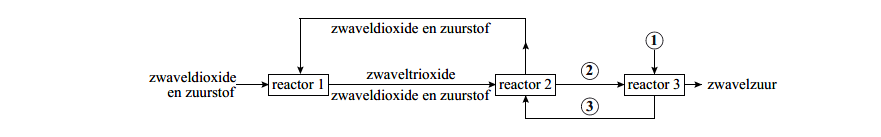 zwaveldioxide en zuurstof
1
zwaveldioxide
en zuurstof
reactor 1
zwaveltrioxide
zwaveldioxide en zuurstof
reactor 2
2
reactor 3
zwavelzuur
3